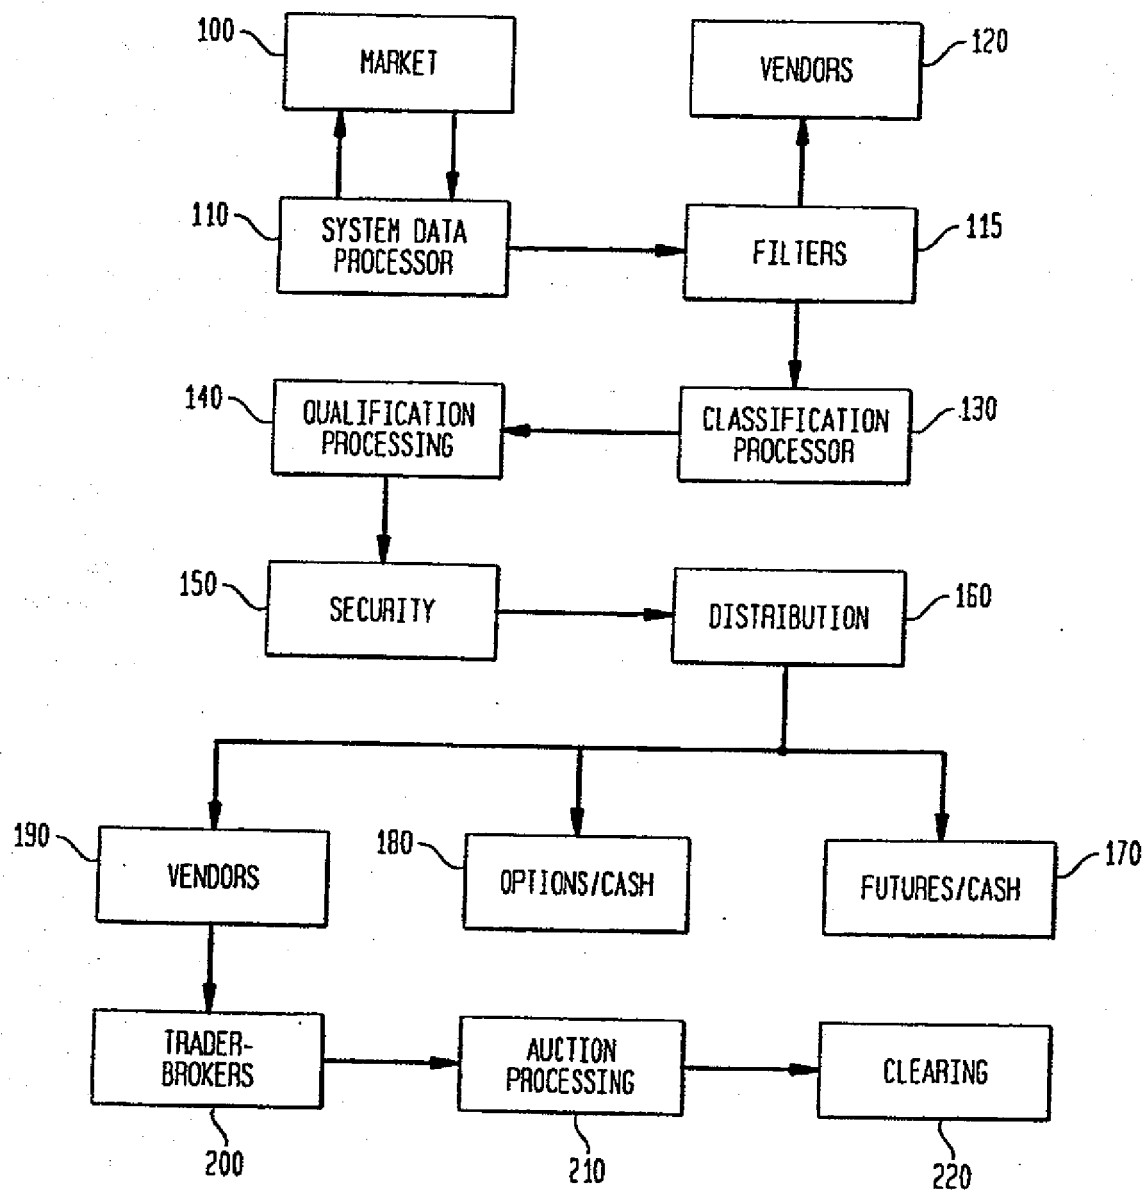 100
MARKET
120
VENDORS
110
SYSTEM DATA
PROCESSOR
115
FILTERS
140
QUALIFICATION
PROCESSING
130
CLASSIFICATION
PROCESSOR
150
SECURITY
160
DISTRIBUTION
190
VENDORS
180
OPTIONS/CASH
170
FUTURES/CASH
TRADER-
BROKERS
200
AUCTION
PROCESSING
210
CLEARING
220